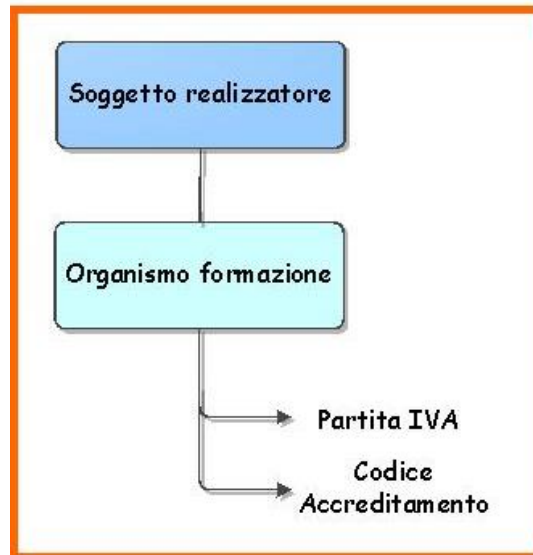 Soggetto realizzatore
Organismo formazione
Partita IVA
Codice
Accreditamento